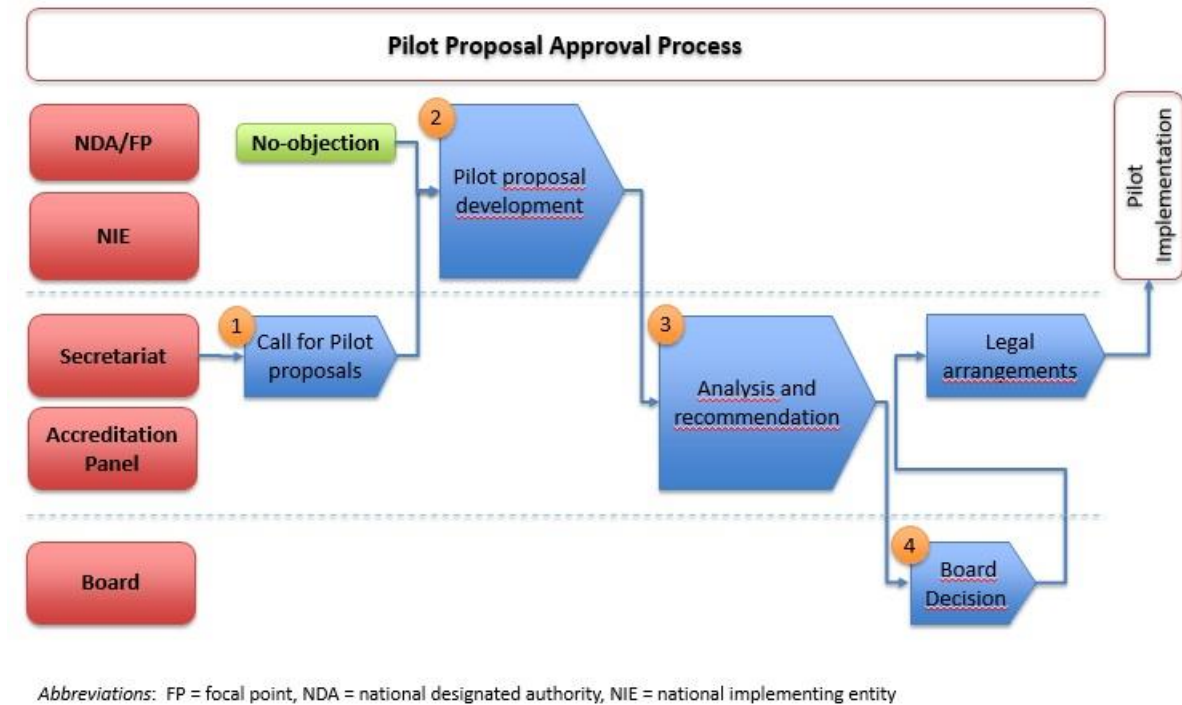 Pilot Proposal Approval Process
NDA/FP
No-objection
2
Pilot proposal
development
NIE
Pilot
Implementation
Secretariat
1
Call for Pilot
proposals
3
Analysis and
recommendation
Legal
arrangements
Accreditation
Panel
Board
4
Board
Decision
Abbreviations: FP = focal point, NDA = national designated authority, NIE = national implementing entity